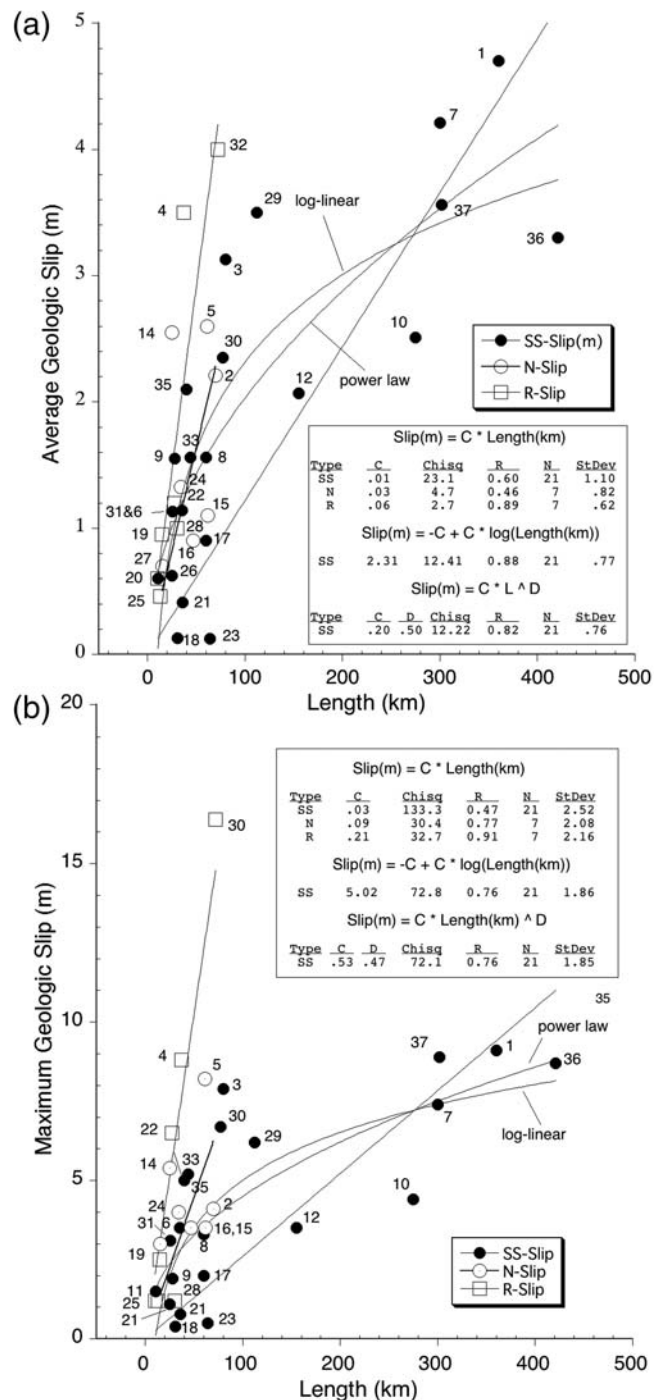 (a)
5
4
3
2
1
0
Average Geologic Slip (m)
1
7
32
4
29
37
log-linear
3
36
5
14
30
10
2
power law
12
35
33
9
8
24
22
31&6
15
28
19
17
16
27
20
26
25
21
18
23
SS-Slip(m)
N-Slip
R-Slip
Slip(m) = C * Length(km)
Type C Chisq R N StDev
SS .01 23.1 0.60 21 1.10
N .03 4.7 0.46 7 .82
R .06 2.7 0.89 7 .62
Slip(m) = -C + C * log(Length(km))
SS 2.31 12.41 0.88 21 .77
Slip(m) = C * L ^ D
Type C D Chisq R N StDev
SS .20 .50 12.22 0.82 21 .76
0 100 200 300 400 500
Length (km)
(b)
20
15
10
5
0
Maximum Geologic Slip (m)
Slip(m) = C * Length(km)
Type C Chisq R N StDev
SS .03 133.3 0.47 21 2.52
N .09 30.4 0.77 7 2.08
R .21 32.7 0.91 7 2.16
Slip(m) = -C + C * log(Length(km))
SS 5.02 72.8 0.76 21 1.86
Slip(m) = C * Length(km) ^ D
Type C D Chisq R N StDev
SS .53 .47 72.1 0.76 21 1.85
30
35
power law
4
5
37
1
36
3
7
log-linear
22
30
29
14
33
35
10
24
2
12
31 6
16,15
8
19
9
17
11
28
25
21
21
23
18
SS-Slip
N-Slip
R-Slip
0 100 200 300 400 500
Length (km)